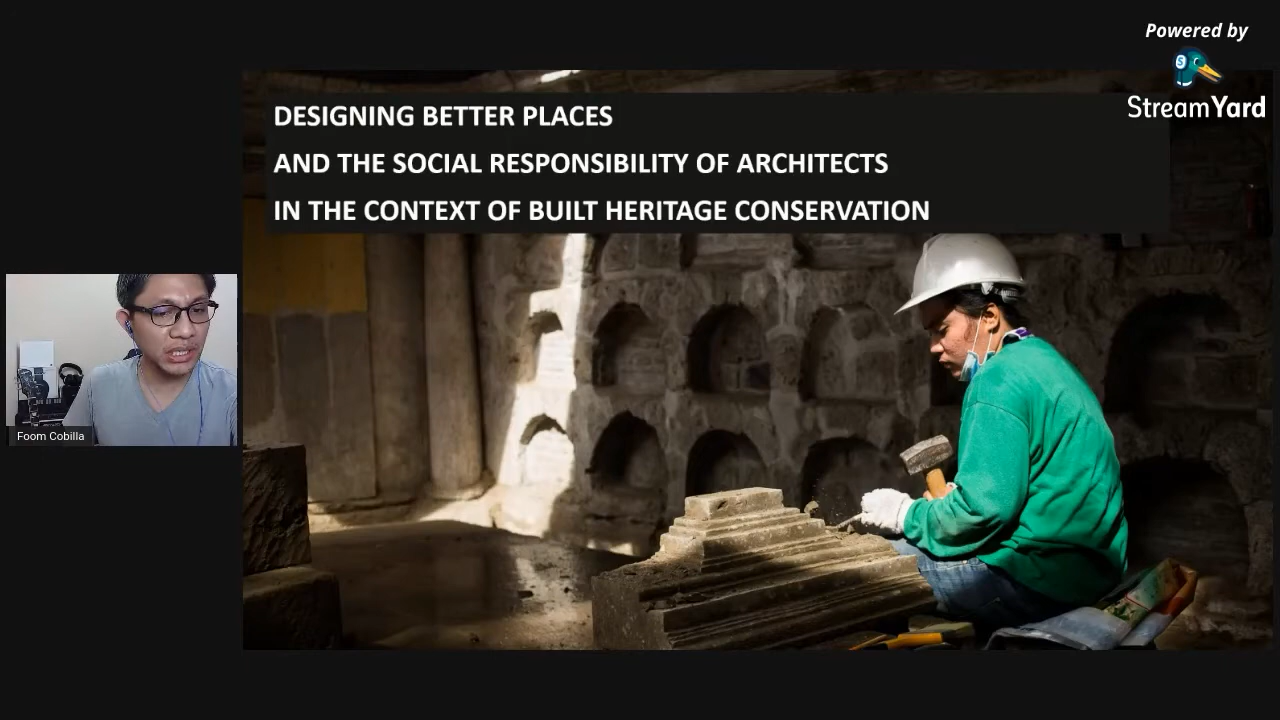 Powered by
StreamYard
DESIGNING BETTER PLACES
AND THE SOCIAL RESPONSIBILITY OF ARCHITECTS
IN THE CONTEXT OF BUILT HERITAGE CONSERVATION
Foom Cobilla